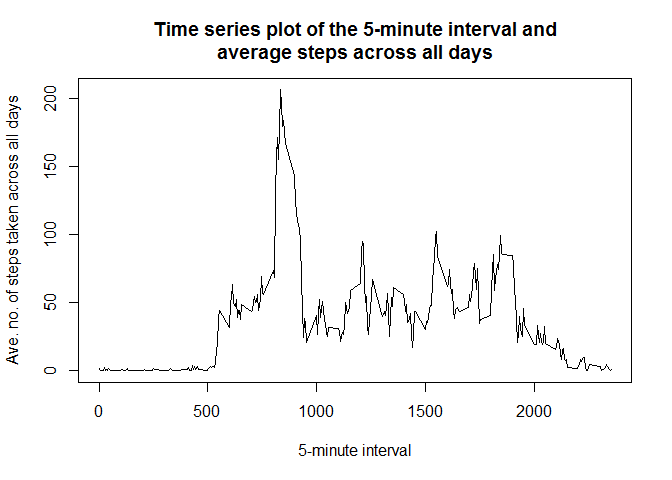 Time series plot of the 5-minute interval and
average steps across all days
Ave. no. of steps taken across all days
200
150
100
50
0
0 500 1000 1500 2000
5-minute interval